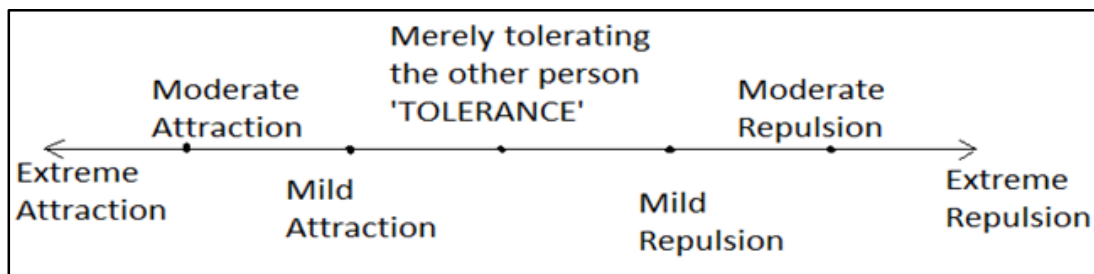 Merely tolerating
the other person
'TOLERANCE'
Moderate
Attraction
Moderate
Repulsion
Extreme
Attraction
Mild
Attraction
Mild
Repulsion
Extreme
Repulsion